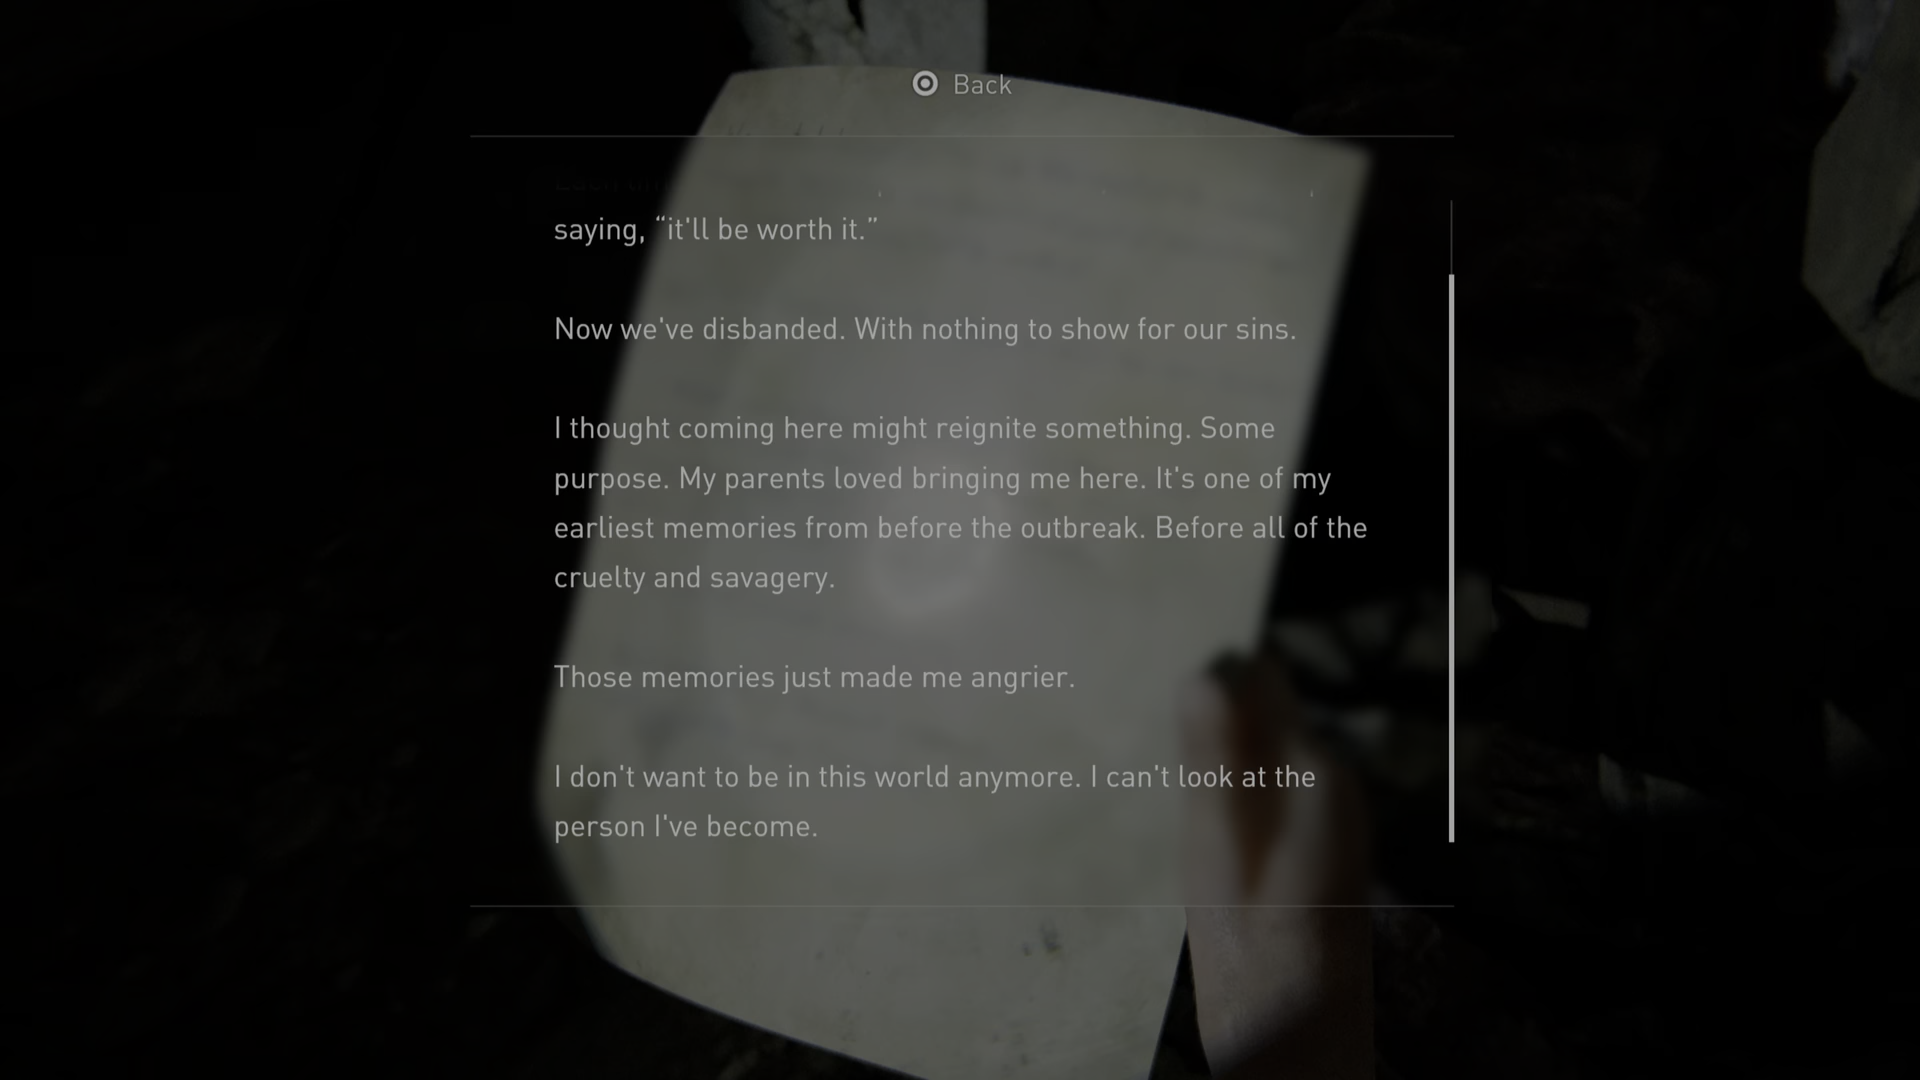 Back
saying, “it'll be worth it.”
Now we've disbanded. With nothing to show for our sins.
I thought coming here might reignite something. Some
purpose. My parents loved bringing me here. It's one of my
earliest memories from before the outbreak. Before all of the
cruelty and savagery.
Those memories just made me angrier.
I don't want to be in this world anymore. I can't look at the
person I've become.